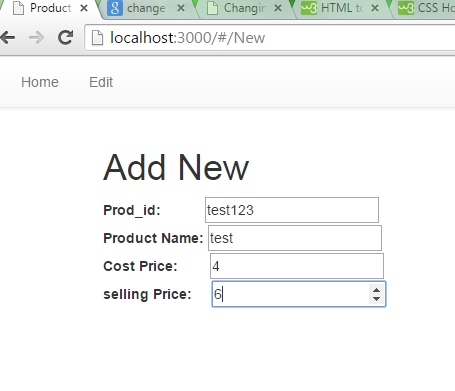 Product change Changin HTML to CSS Ho
localhost:3000/#/New
Home Edit
Add New
Prod_id: test123
Product Name: test
Cost Price: 4
selling Price: 6